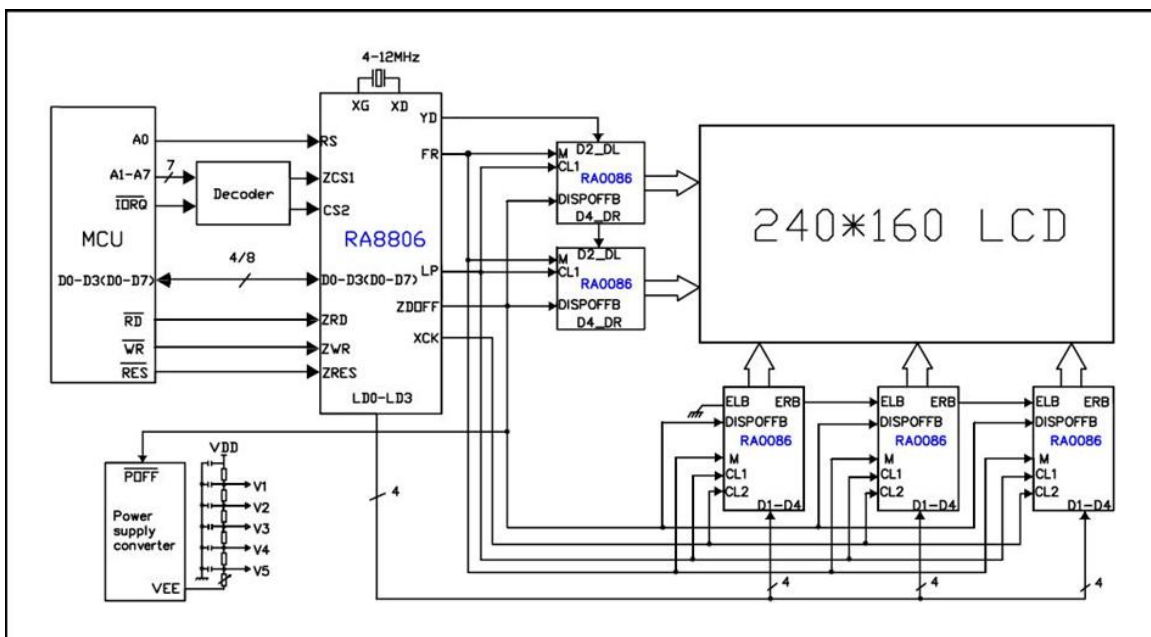 4-12MHz
XG XD
MCU
A0
A1-A7
7
IORQ
D0-D3(D0-D7)
4/8
RD
WR
RES
Decoder
RS
ZCS1
CS2
RA8806
D0-D3(D0-D7)
ZRD
ZWR
ZRES
LD0-LD3
YD
FR
LP
ZDOFF
XCK
D2_DL
M
CL1
RA0086
DISPOFFB
D4_DR
D2_DL
M
CL1
RA0086
DISPOFFB
D4_DR
240*160 LCD
ELB ERB
DISPOFFB
RA0086
M
CL1
CL2
D1-D4
ELB ERB
DISPOFFB
RA0086
M
CL1
CL2
D1-D4
ELB ERB
DISPOFFB
RA0086
M
CL1
CL2
D1-D4
4
4
4
4
POFF
Power
supply
converter
VEE
VDD
V1
V2
V3
V4
V5